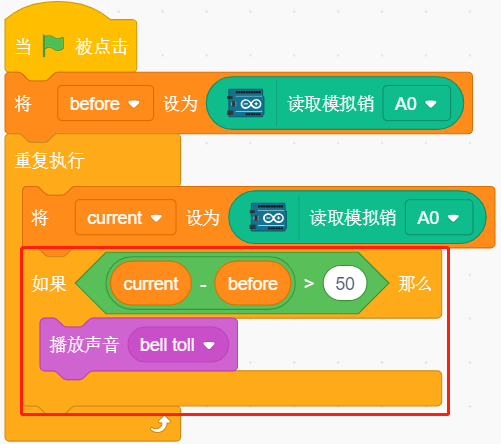 当 被点击
将 before 设为 读取模拟销 A0
重复执行
将 current 设为 读取模拟销 A0
如果 current - before > 50 那么
播放声音 bell toll